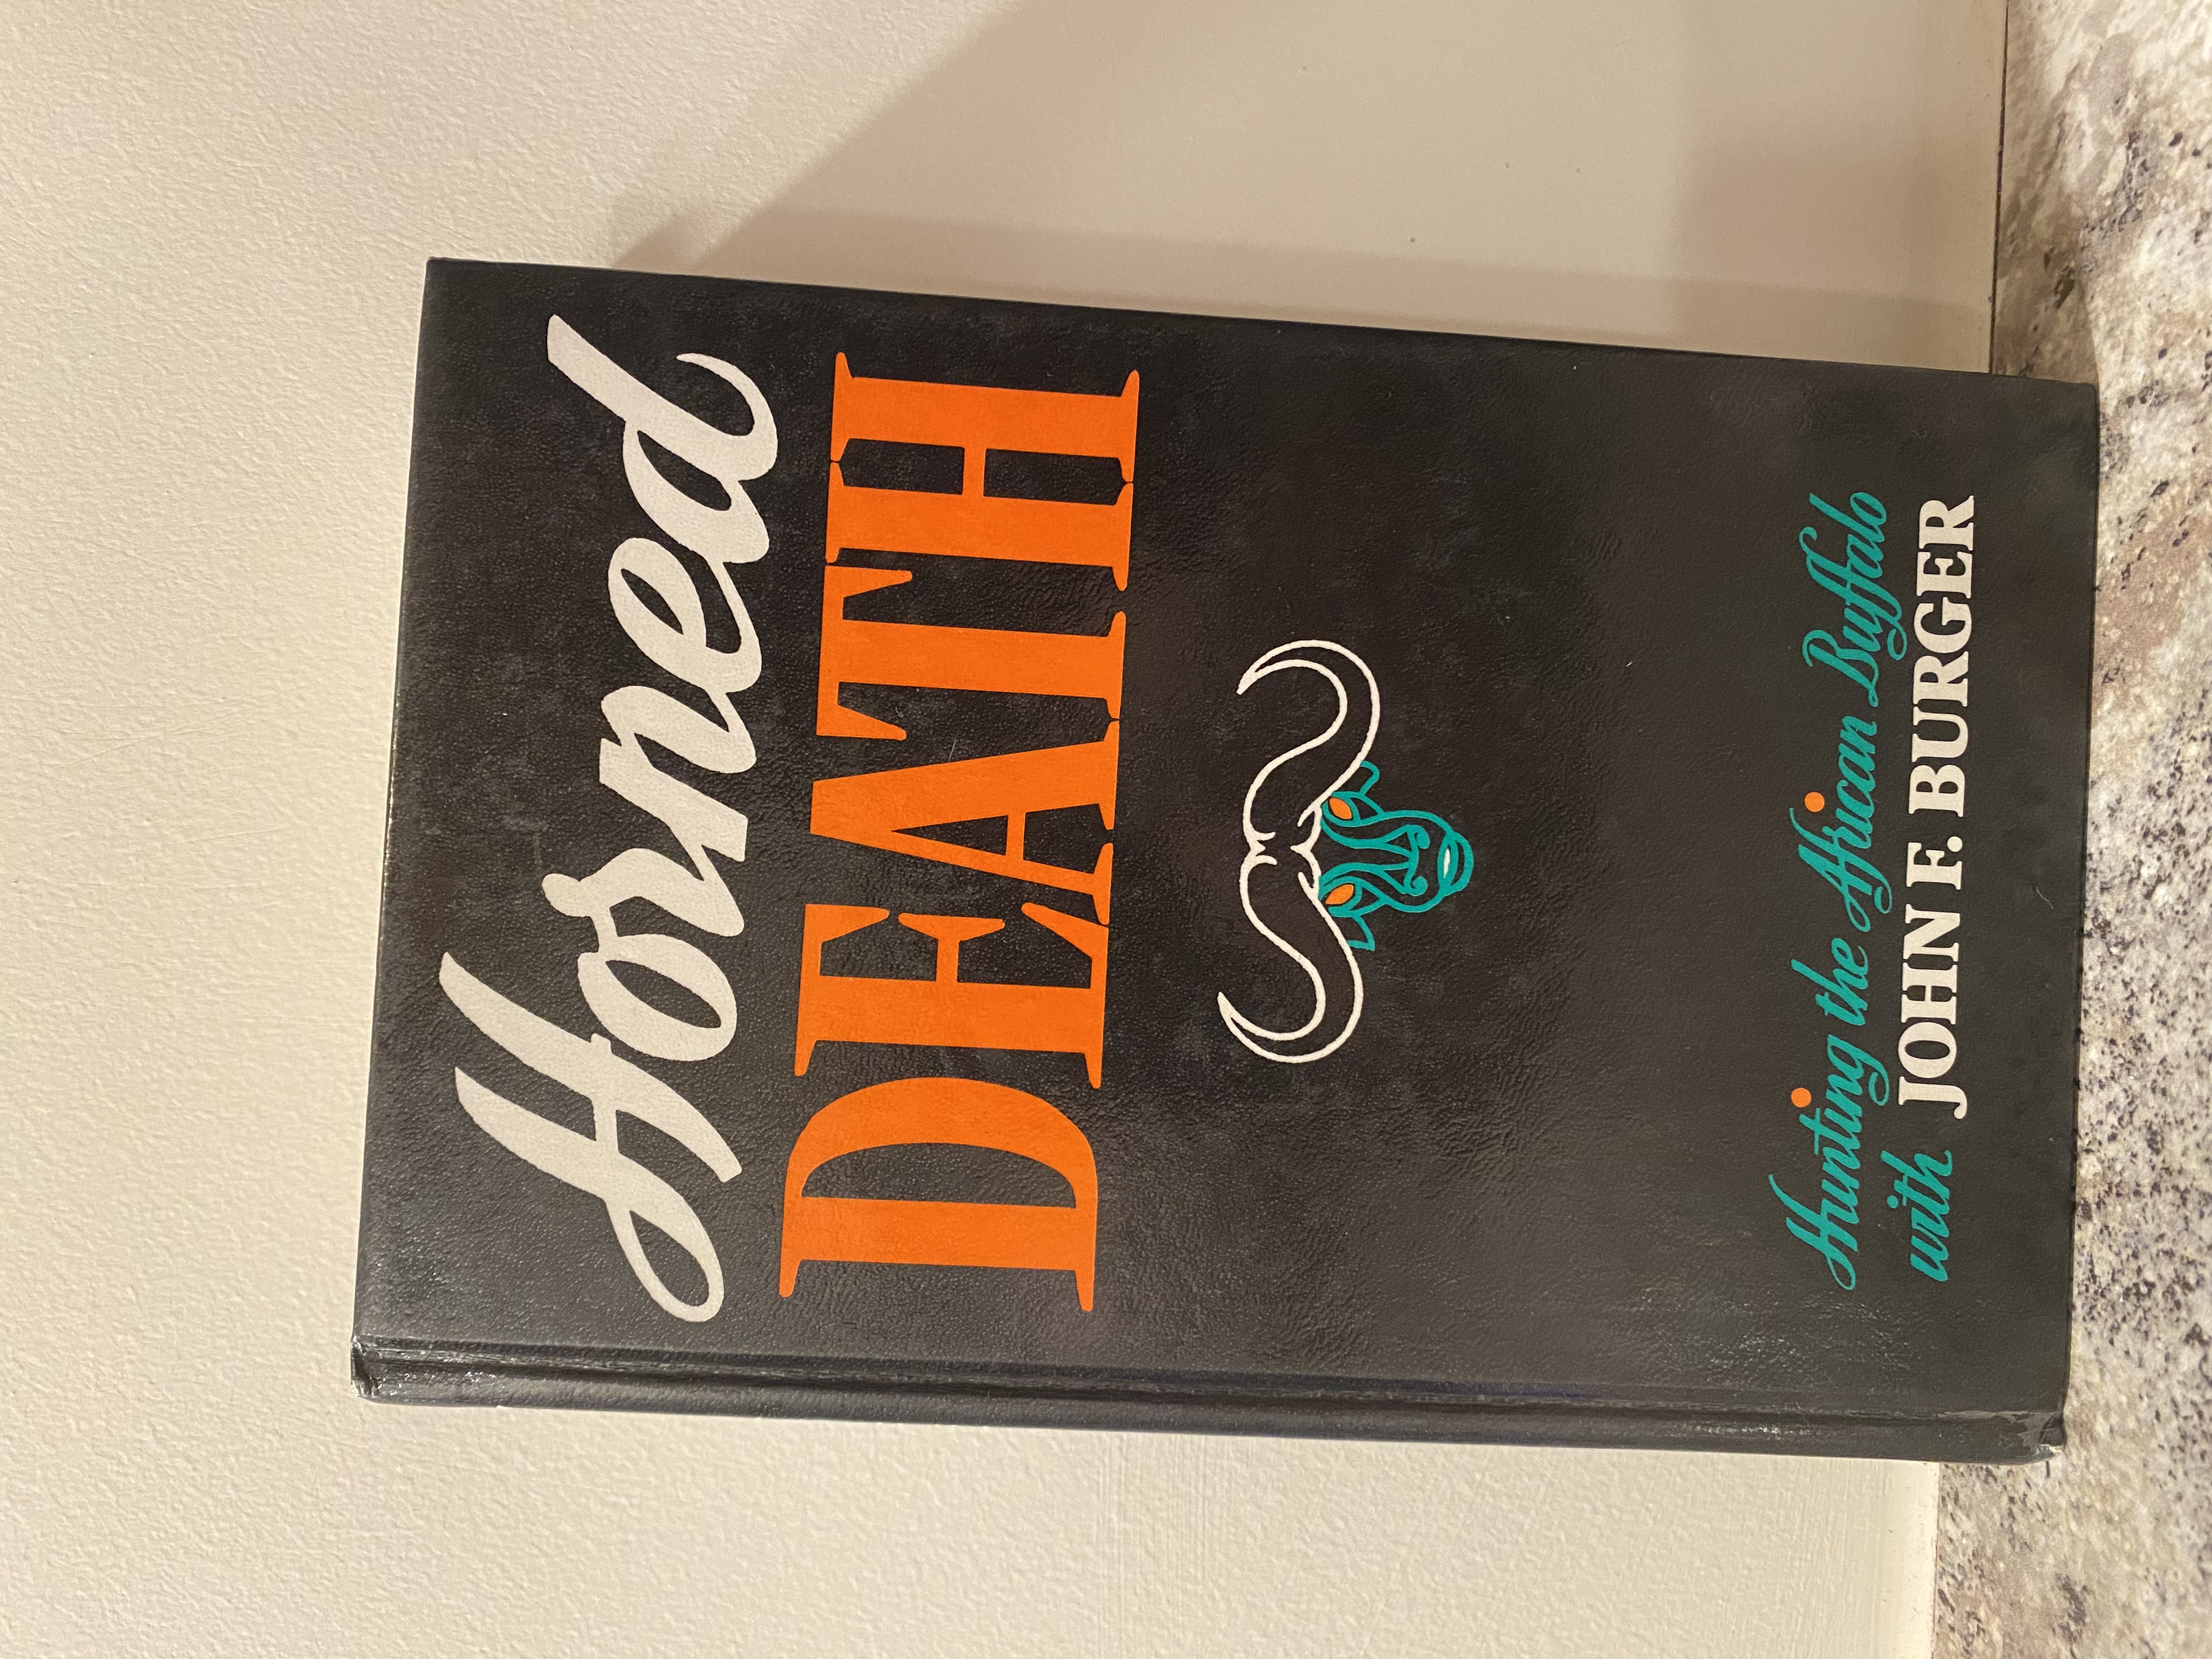 Horned
DEATH
Hunting the African Buffalo
with JOHN F. BURGER